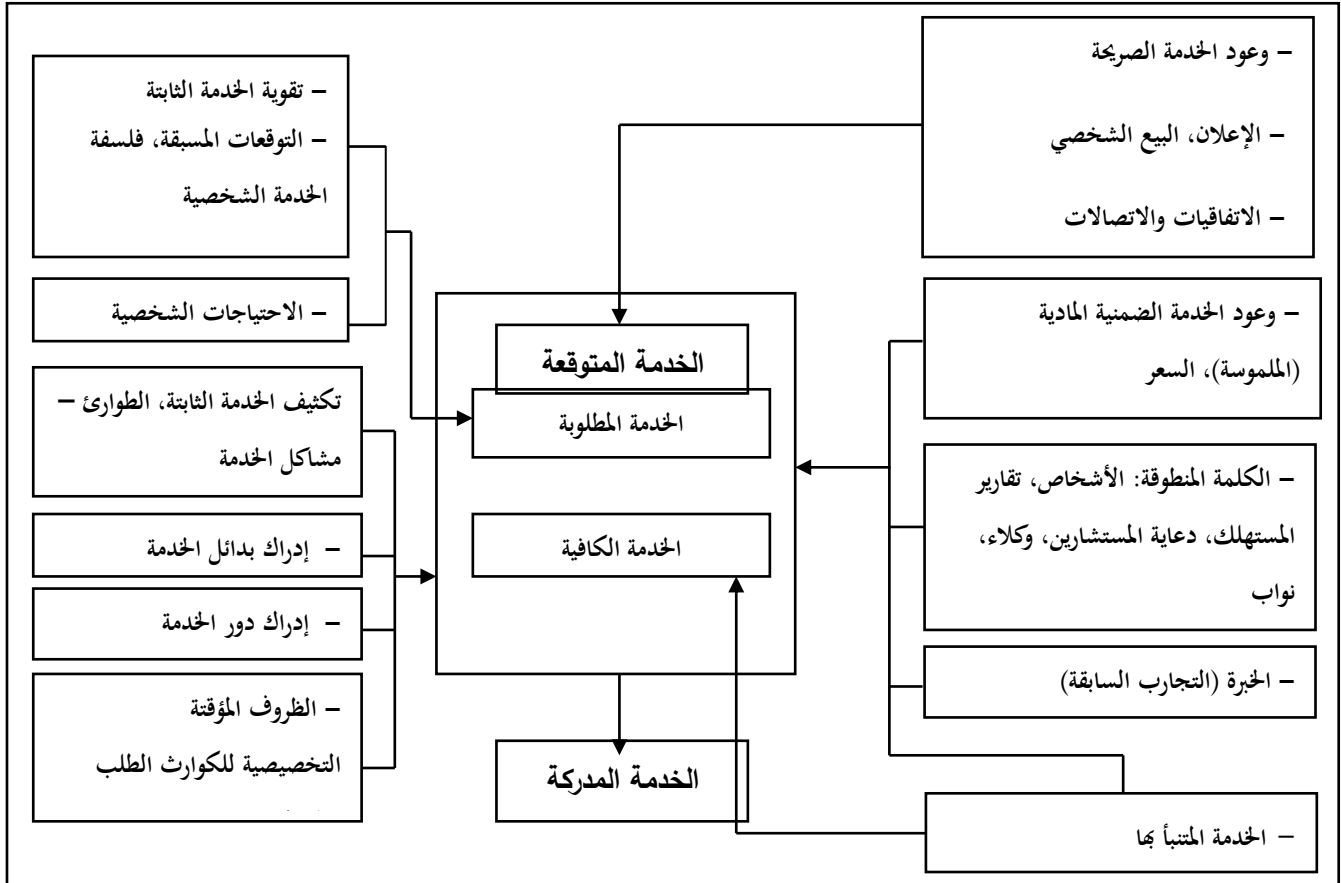 – وعود الخدمة الصريحة
– الإعلان، البيع الشخصي
– الاتفاقيات والاتصالات
– تقوية الخدمة الثابتة
– التوقعات المسبقة، فلسفة
الخدمة الشخصية
– وعود الخدمة الضمنية المادية
(الملموسة)، السعر
– الاحتياجات الشخصية
الخدمة المتوقعة
الخدمة المطلوبة
الخدمة الكافية
– الكلمة المنطوقة: الأشخاص، تقارير
المستهلك، دعاية المستشارين، وكلاء،
نواب
تكثيف الخدمة الثابتة، الطوارئ –
مشاكل الخدمة
– إدراك بدائل الخدمة
– إدراك دور الخدمة
– الخبرة (التجارب السابقة)
– الظروف المؤقتة
التخصيصية للكوارث الطلب
الخدمة المدركة
– الخدمة المتنبأ بها